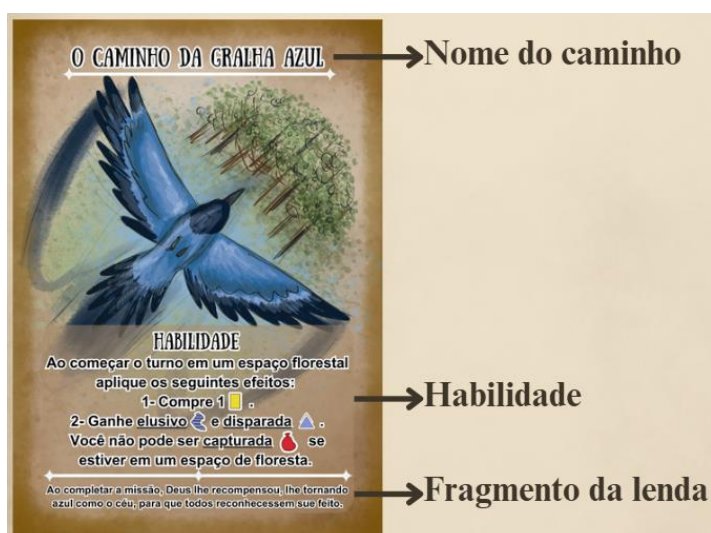 O CAMINHO DA GRALHA AZUL
Nome do caminho
HABILIDADE
Ao começar o turno em um espaço florestal
aplique os seguintes efeitos:
1- Compre 1 .
2- Ganhe elusivo e disparada .
Você não pode ser capturada se
estiver em um espaço de floresta.
Habilidade
Ao completar a missão, Deus lhe recompensou, lhe tornando
azul como o céu, para que todos reconhecessem sue feito.
Fragmento da lenda